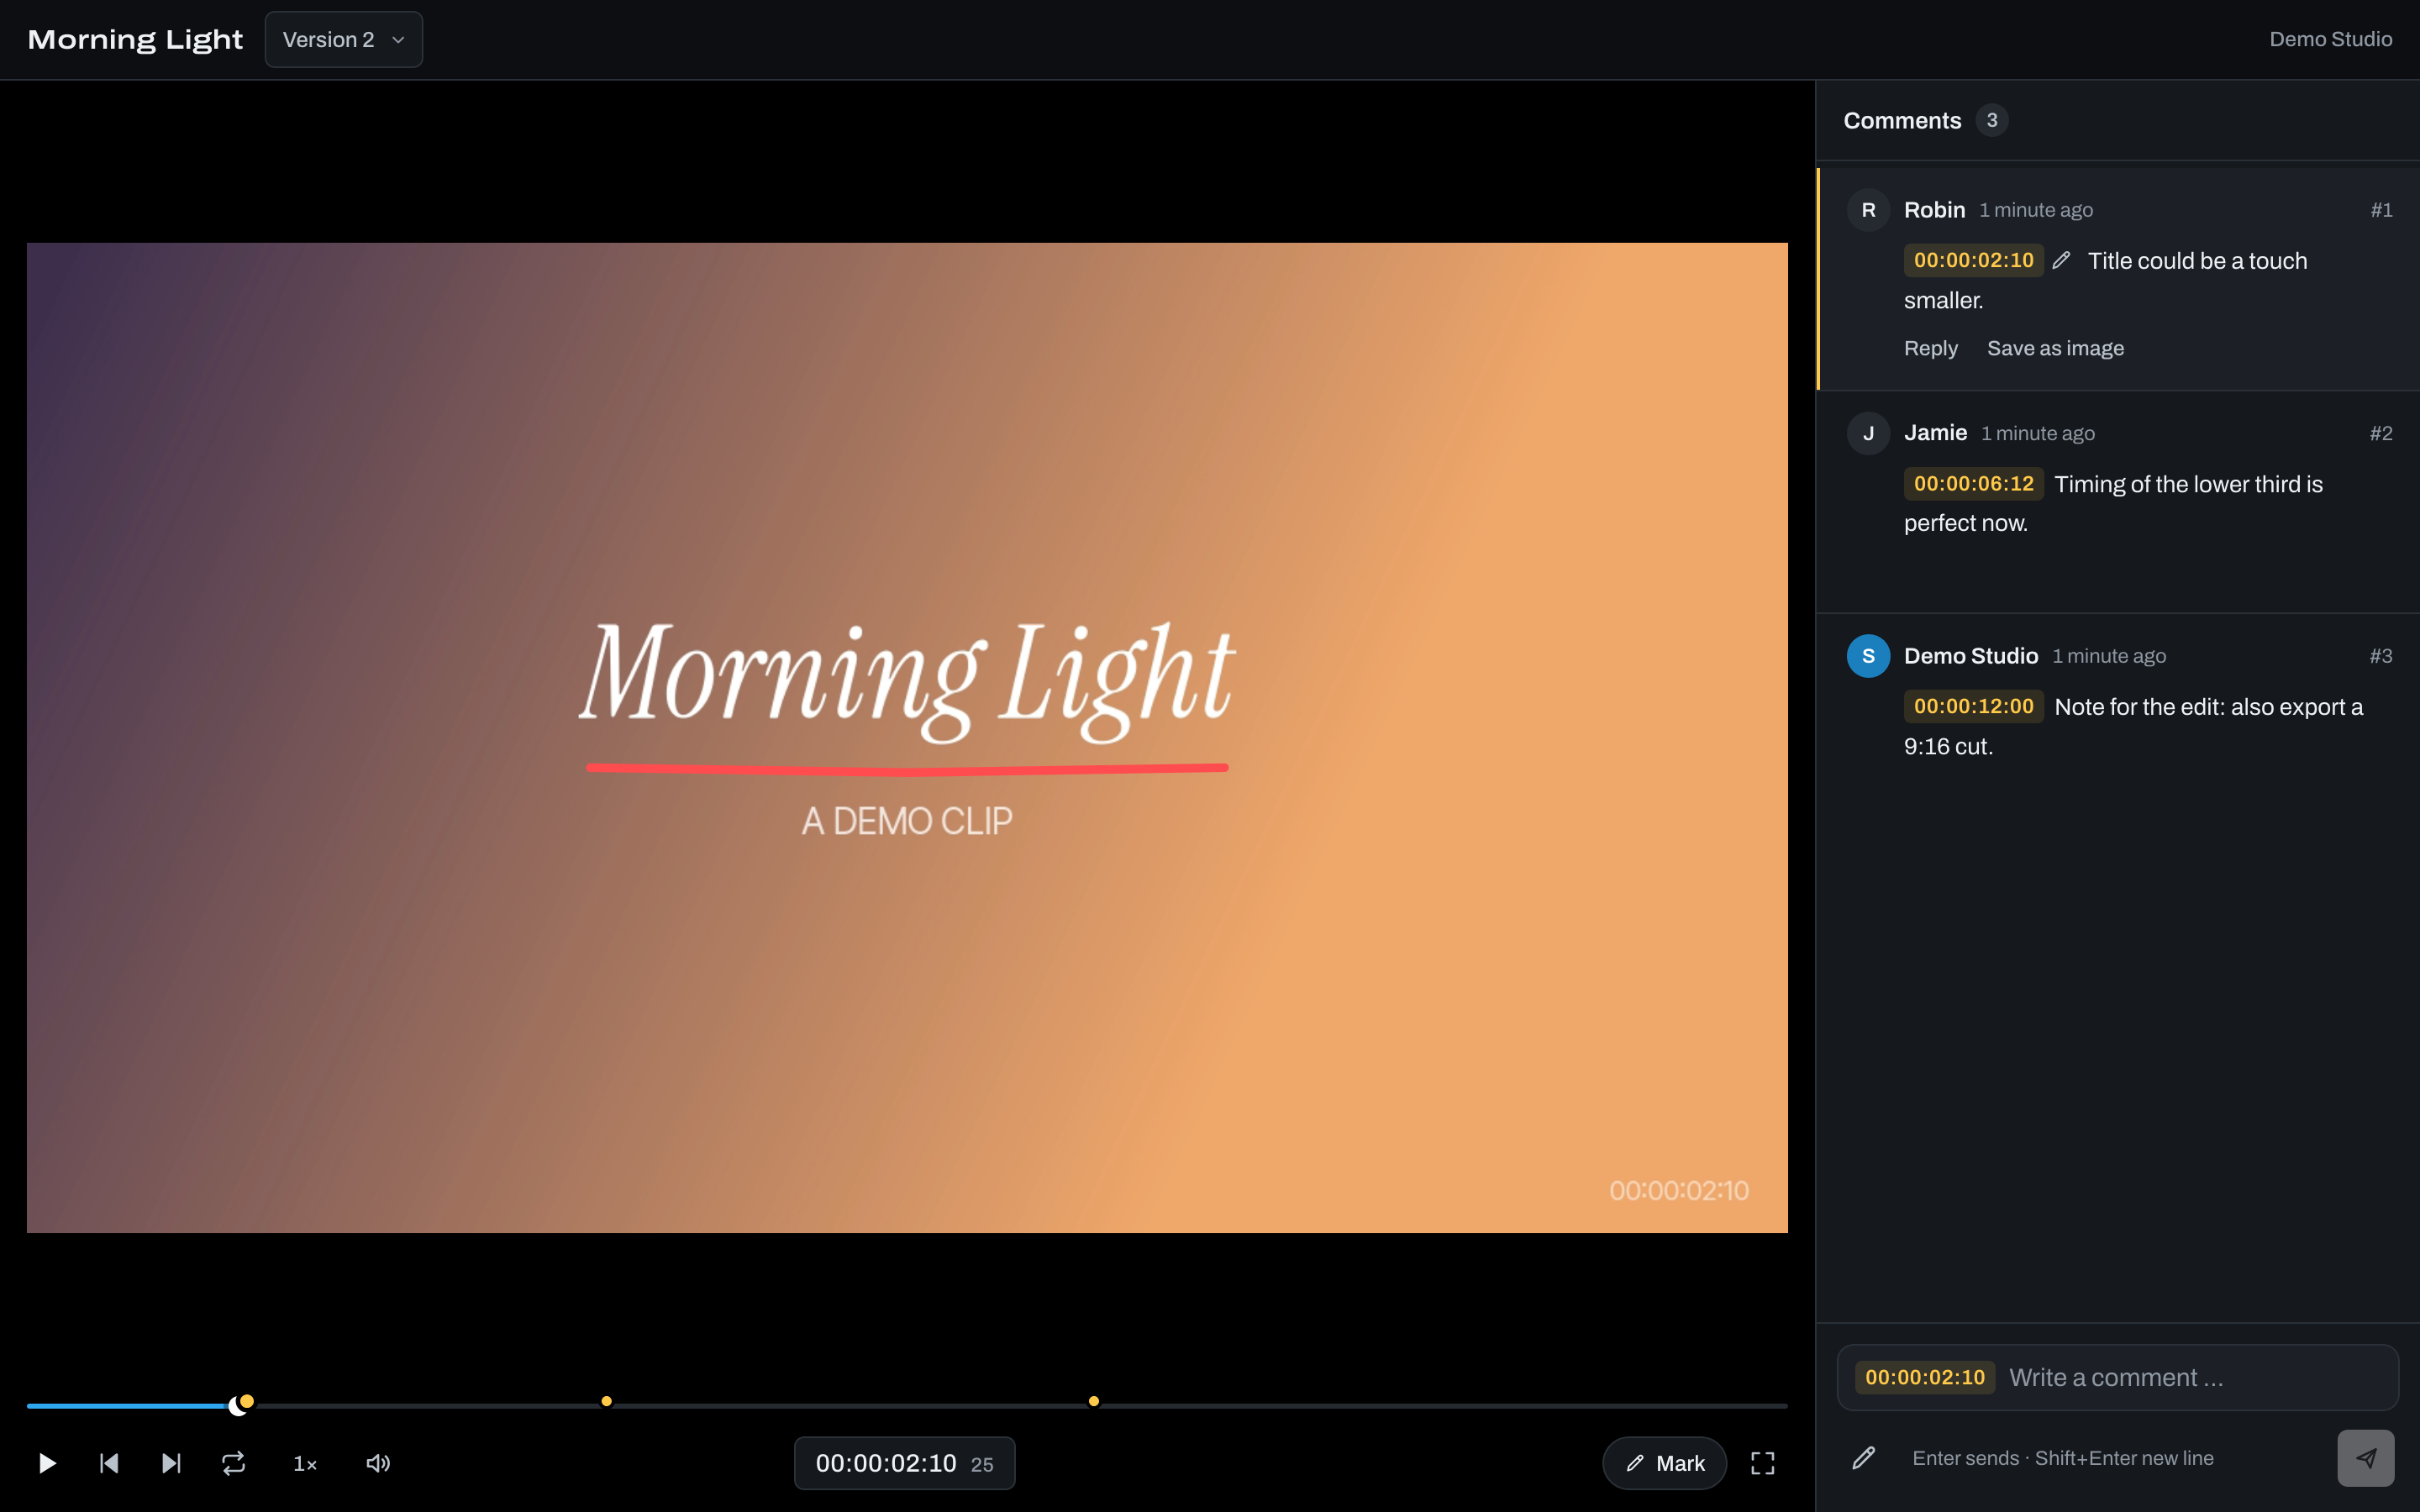 Morning Light
Version 2
Demo Studio
Comments 3
R Robin 1 minute ago #1
00:00:02:10 Title could be a touch
smaller.
Reply Save as image
J Jamie 1 minute ago #2
00:00:06:12 Timing of the lower third is
perfect now.
S Demo Studio 1 minute ago #3
00:00:12:00 Note for the edit: also export a
9:16 cut.
Morning Light
A DEMO CLIP
00:00:02:10
1×
00:00:02:10 25
Mark
00:00:02:10 Write a comment ...
Enter sends · Shift+Enter new line